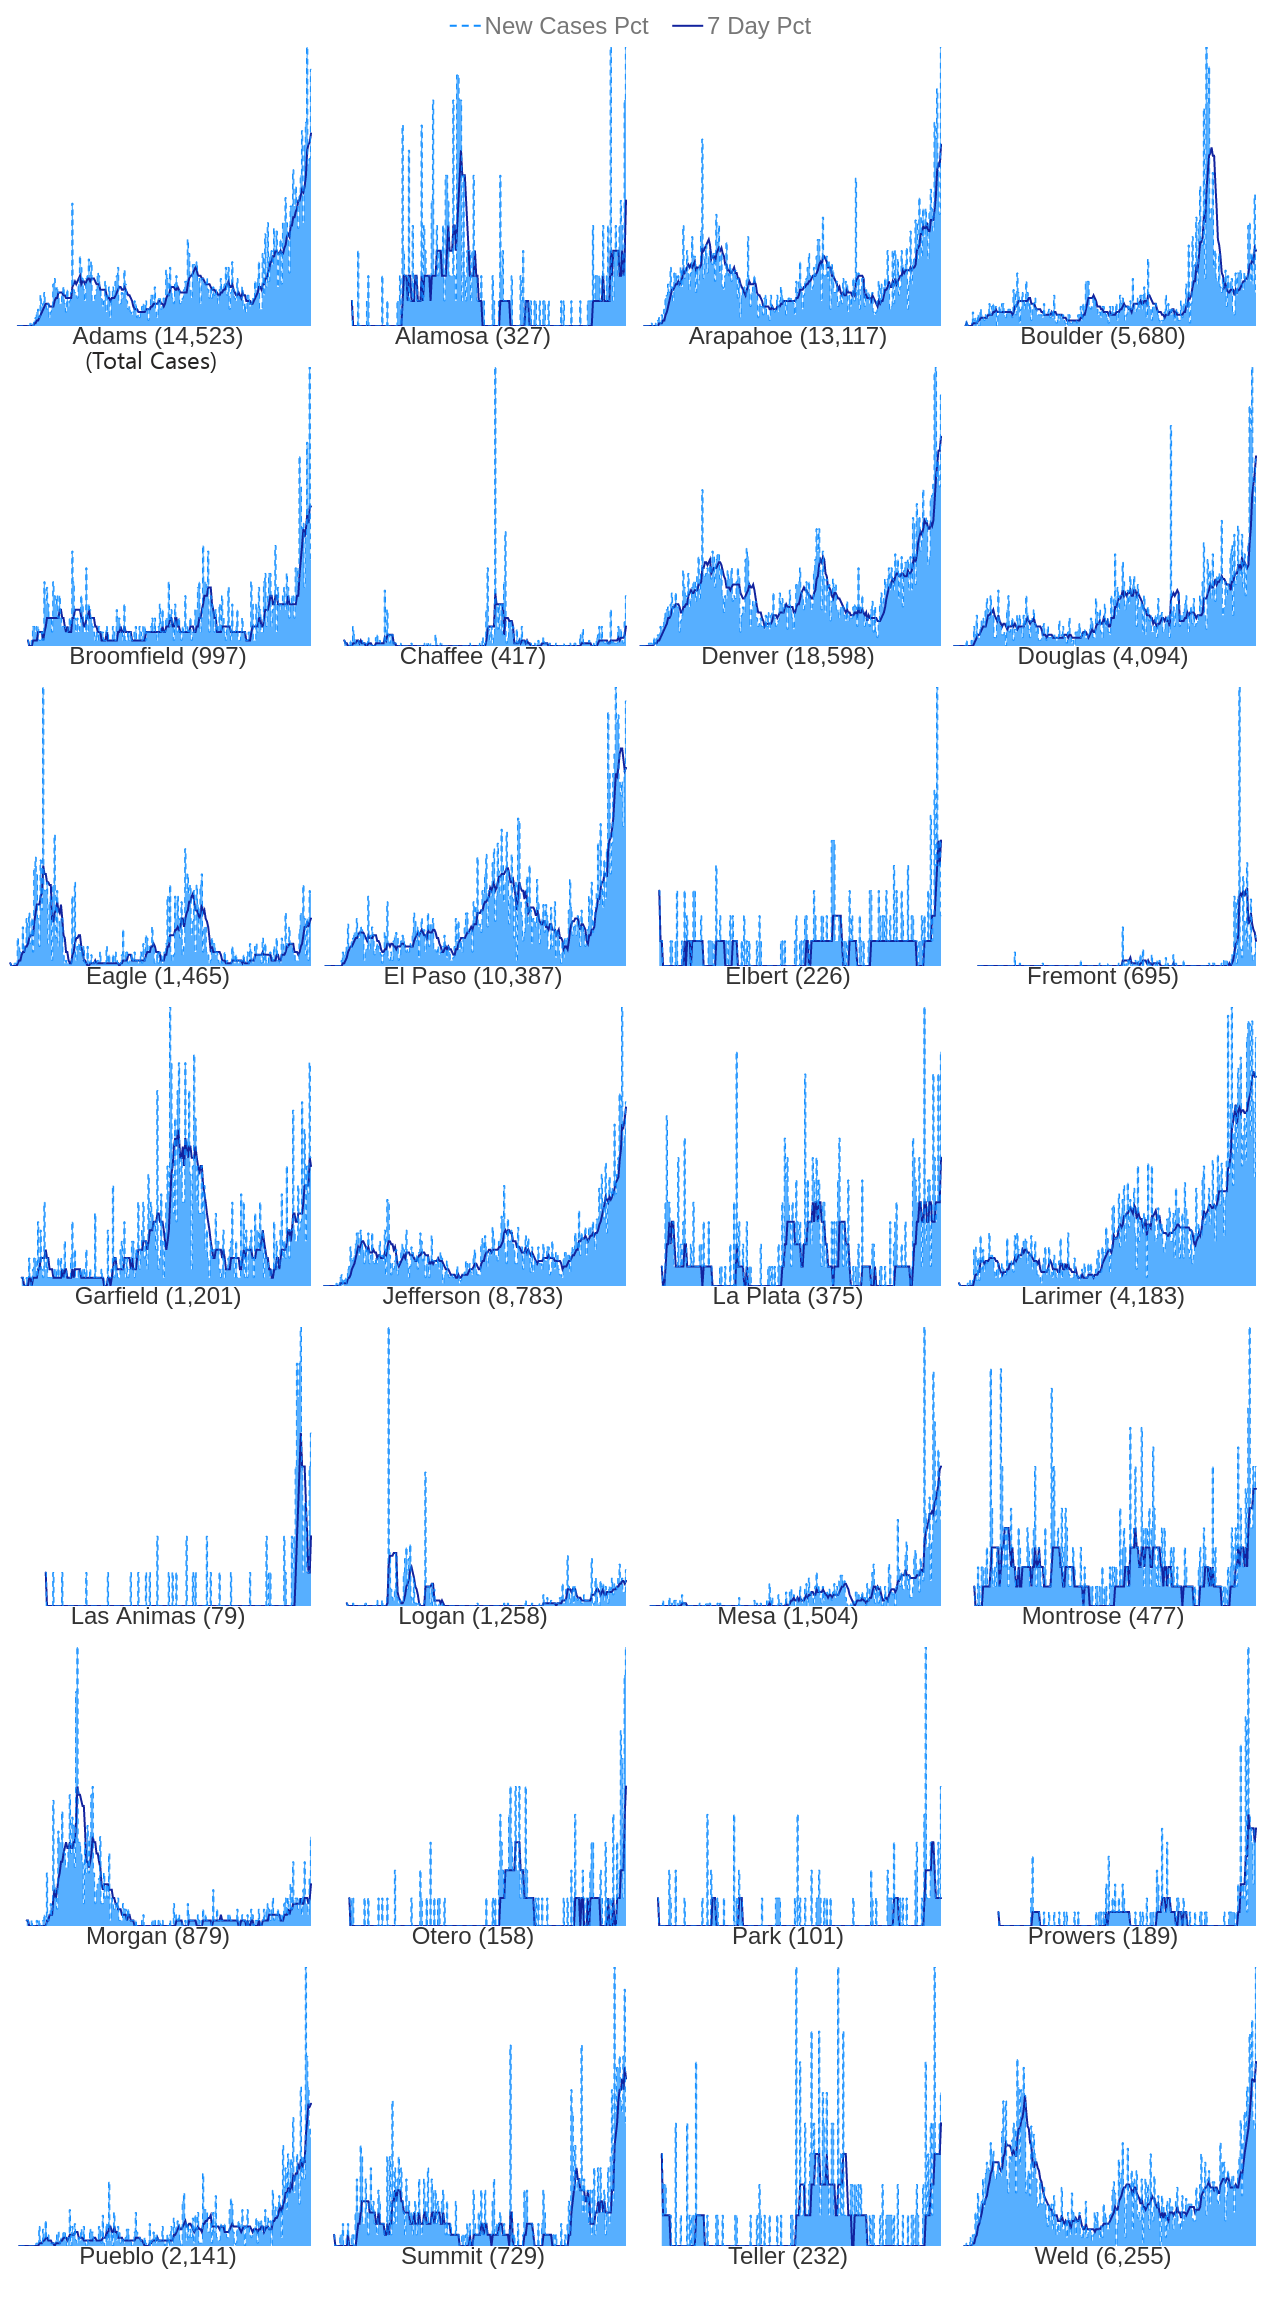 New Cases Pct 7 Day Pct
Adams (14,523) Alamosa (327) Arapahoe (13,117) Boulder (5,680)
(Total Cases)
Broomfield (997) Chaffee (417) Denver (18,598) Douglas (4,094)
Eagle (1,465) El Paso (10,387) Elbert (226) Fremont (695)
Garfield (1,201) Jefferson (8,783) La Plata (375) Larimer (4,183)
Las Animas (79) Logan (1,258) Mesa (1,504) Montrose (477)
Morgan (879) Otero (158) Park (101) Prowers (189)
Pueblo (2,141) Summit (729) Teller (232) Weld (6,255)